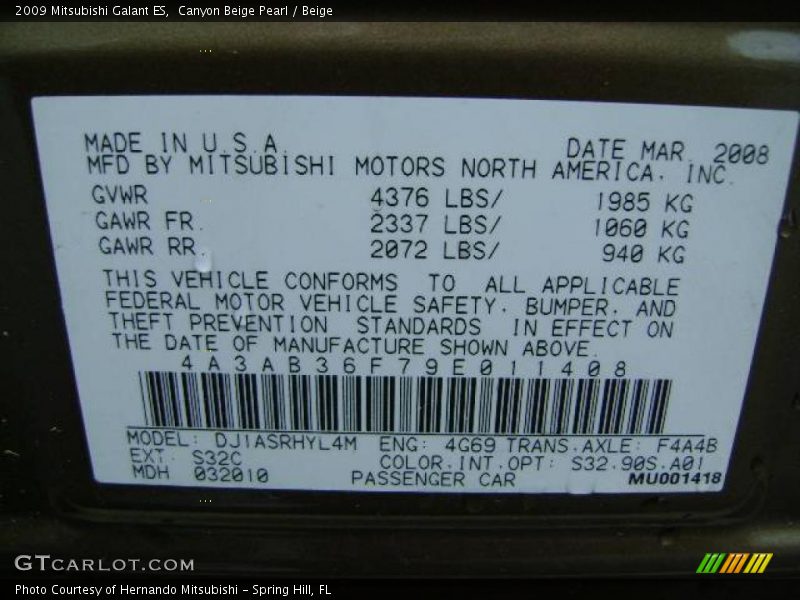 2009 Mitsubishi Galant ES,  Canyon Beige Pearl / Beige
MADE IN U.S.A. DATE MAR. 2008
MFD BY MITSUBISHI MOTORS NORTH AMERICA. INC.
GVWR 4376 LBS/ 1985 KG
GAWR FR. 2337 LBS/ 1060 KG
GAWR RR. 2072 LBS/ 940 KG
THIS VEHICLE CONFORMS TO ALL APPLICABLE
FEDERAL MOTOR VEHICLE SAFETY. BUMPER. AND
THEFT PREVENTION STANDARDS IN EFFECT ON
THE DATE OF MANUFACTURE SHOWN ABOVE.
4A3AB36F79E011408
MODEL: DJ1ASRHYL4M ENG: 4G69 TRANS.AXLE: F4A4B
EXT: S32C COLOR.INT.OPT: S32.90S.A01
MDH 032010 PASSENGER CAR MU001418
GTCARLOT.COM
Photo Courtesy of Hernando Mitsubishi - Spring Hill, FL